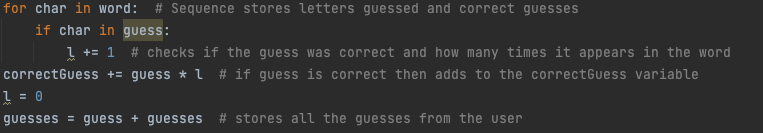 for char in word:  # Sequence stores letters guessed and correct guesses
    if char in guess:
        l += 1  # checks if the guess was correct and how many times it appears in the word
correctGuess += guess * l  # if guess is correct then adds to the correctGuess variable
l = 0
guesses = guess + guesses  # stores all the guesses from the user